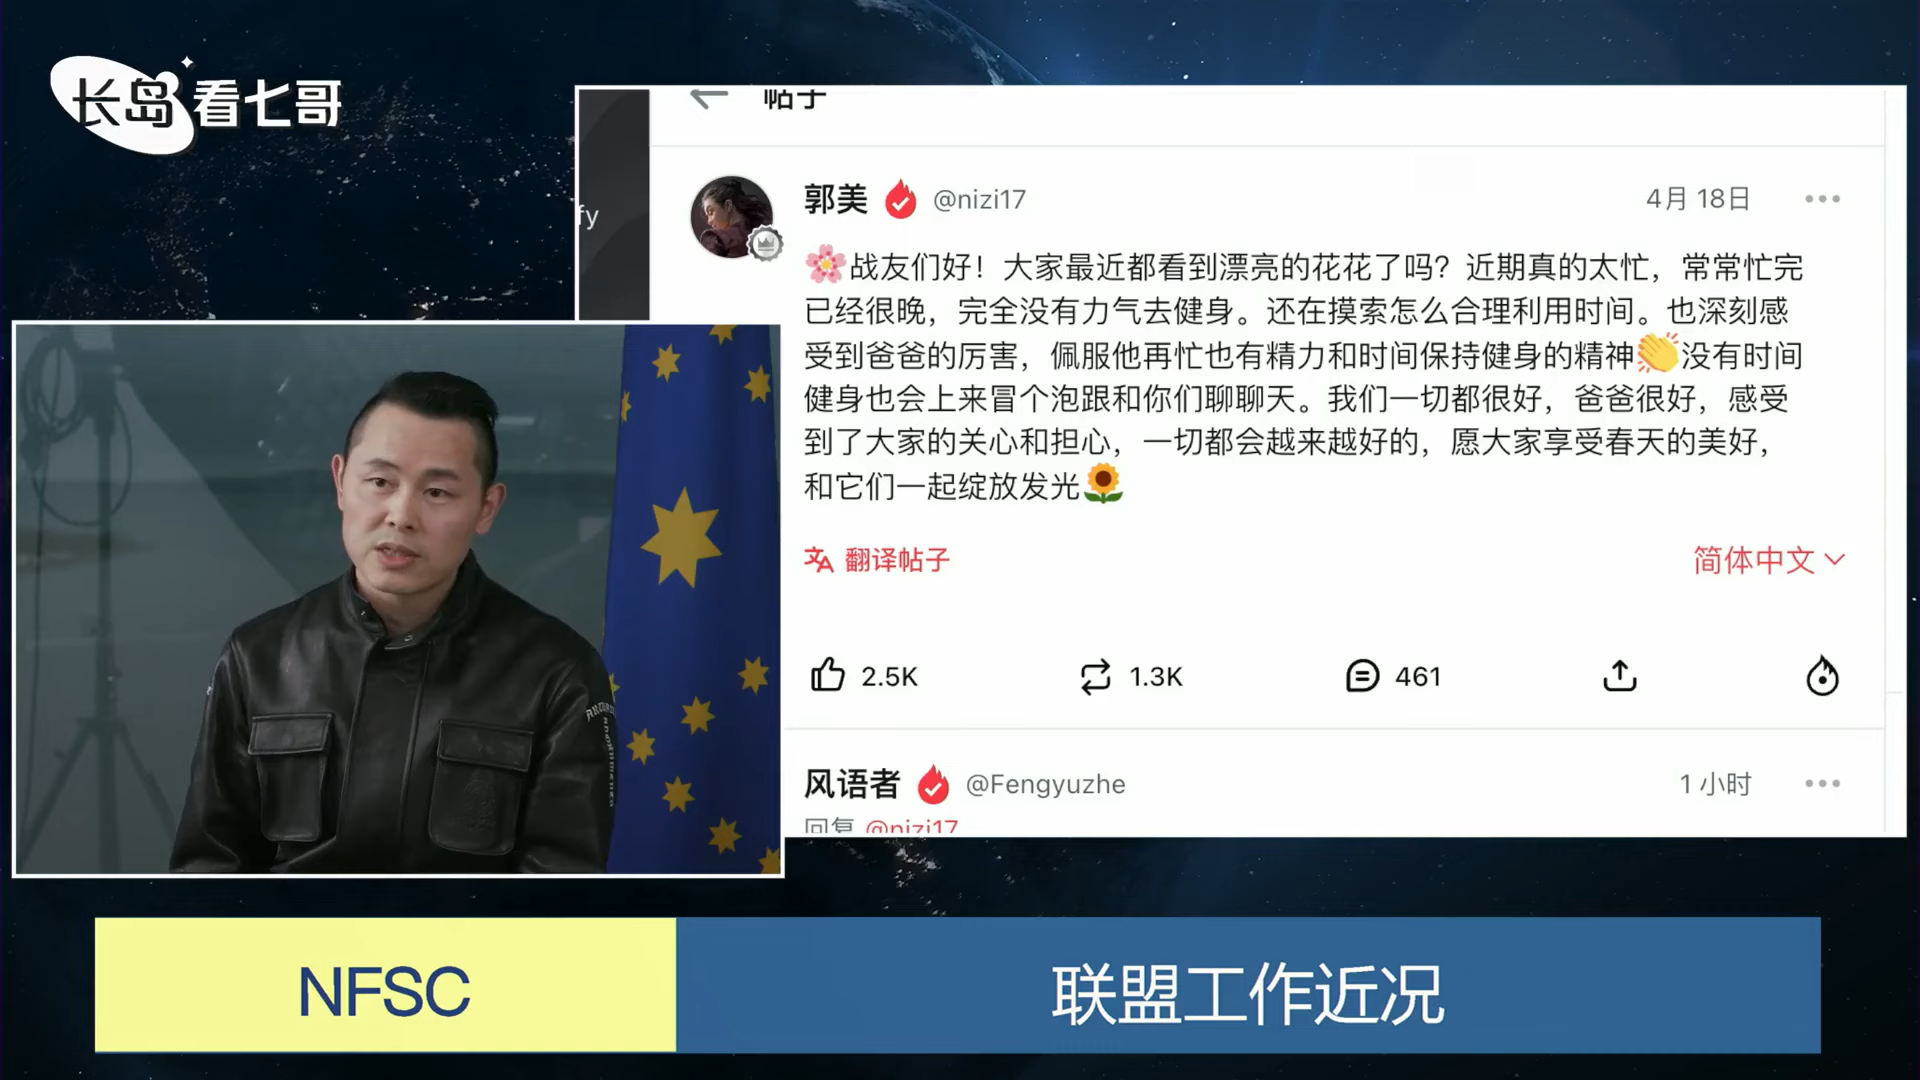 长岛看七哥
帖子
fy
郭美 @nizi17 4月 18日
🌸战友们好！大家最近都看到漂亮的花花了吗？近期真的太忙，常常忙完
已经很晚，完全没有力气去健身。还在摸索怎么合理利用时间。也深刻感
受到爸爸的厉害，佩服他再忙也有精力和时间保持健身的精神👏没有时间
健身也会上来冒个泡跟和你们聊聊天。我们一切都很好，爸爸很好，感受
到了大家的关心和担心，一切都会越来越好的，愿大家享受春天的美好，
和它们一起绽放发光🌻
翻译帖子 简体中文
2.5K 1.3K 461
风语者 @Fengyuzhe 1 小时
回复 @nizi17
NFSC 联盟工作近况